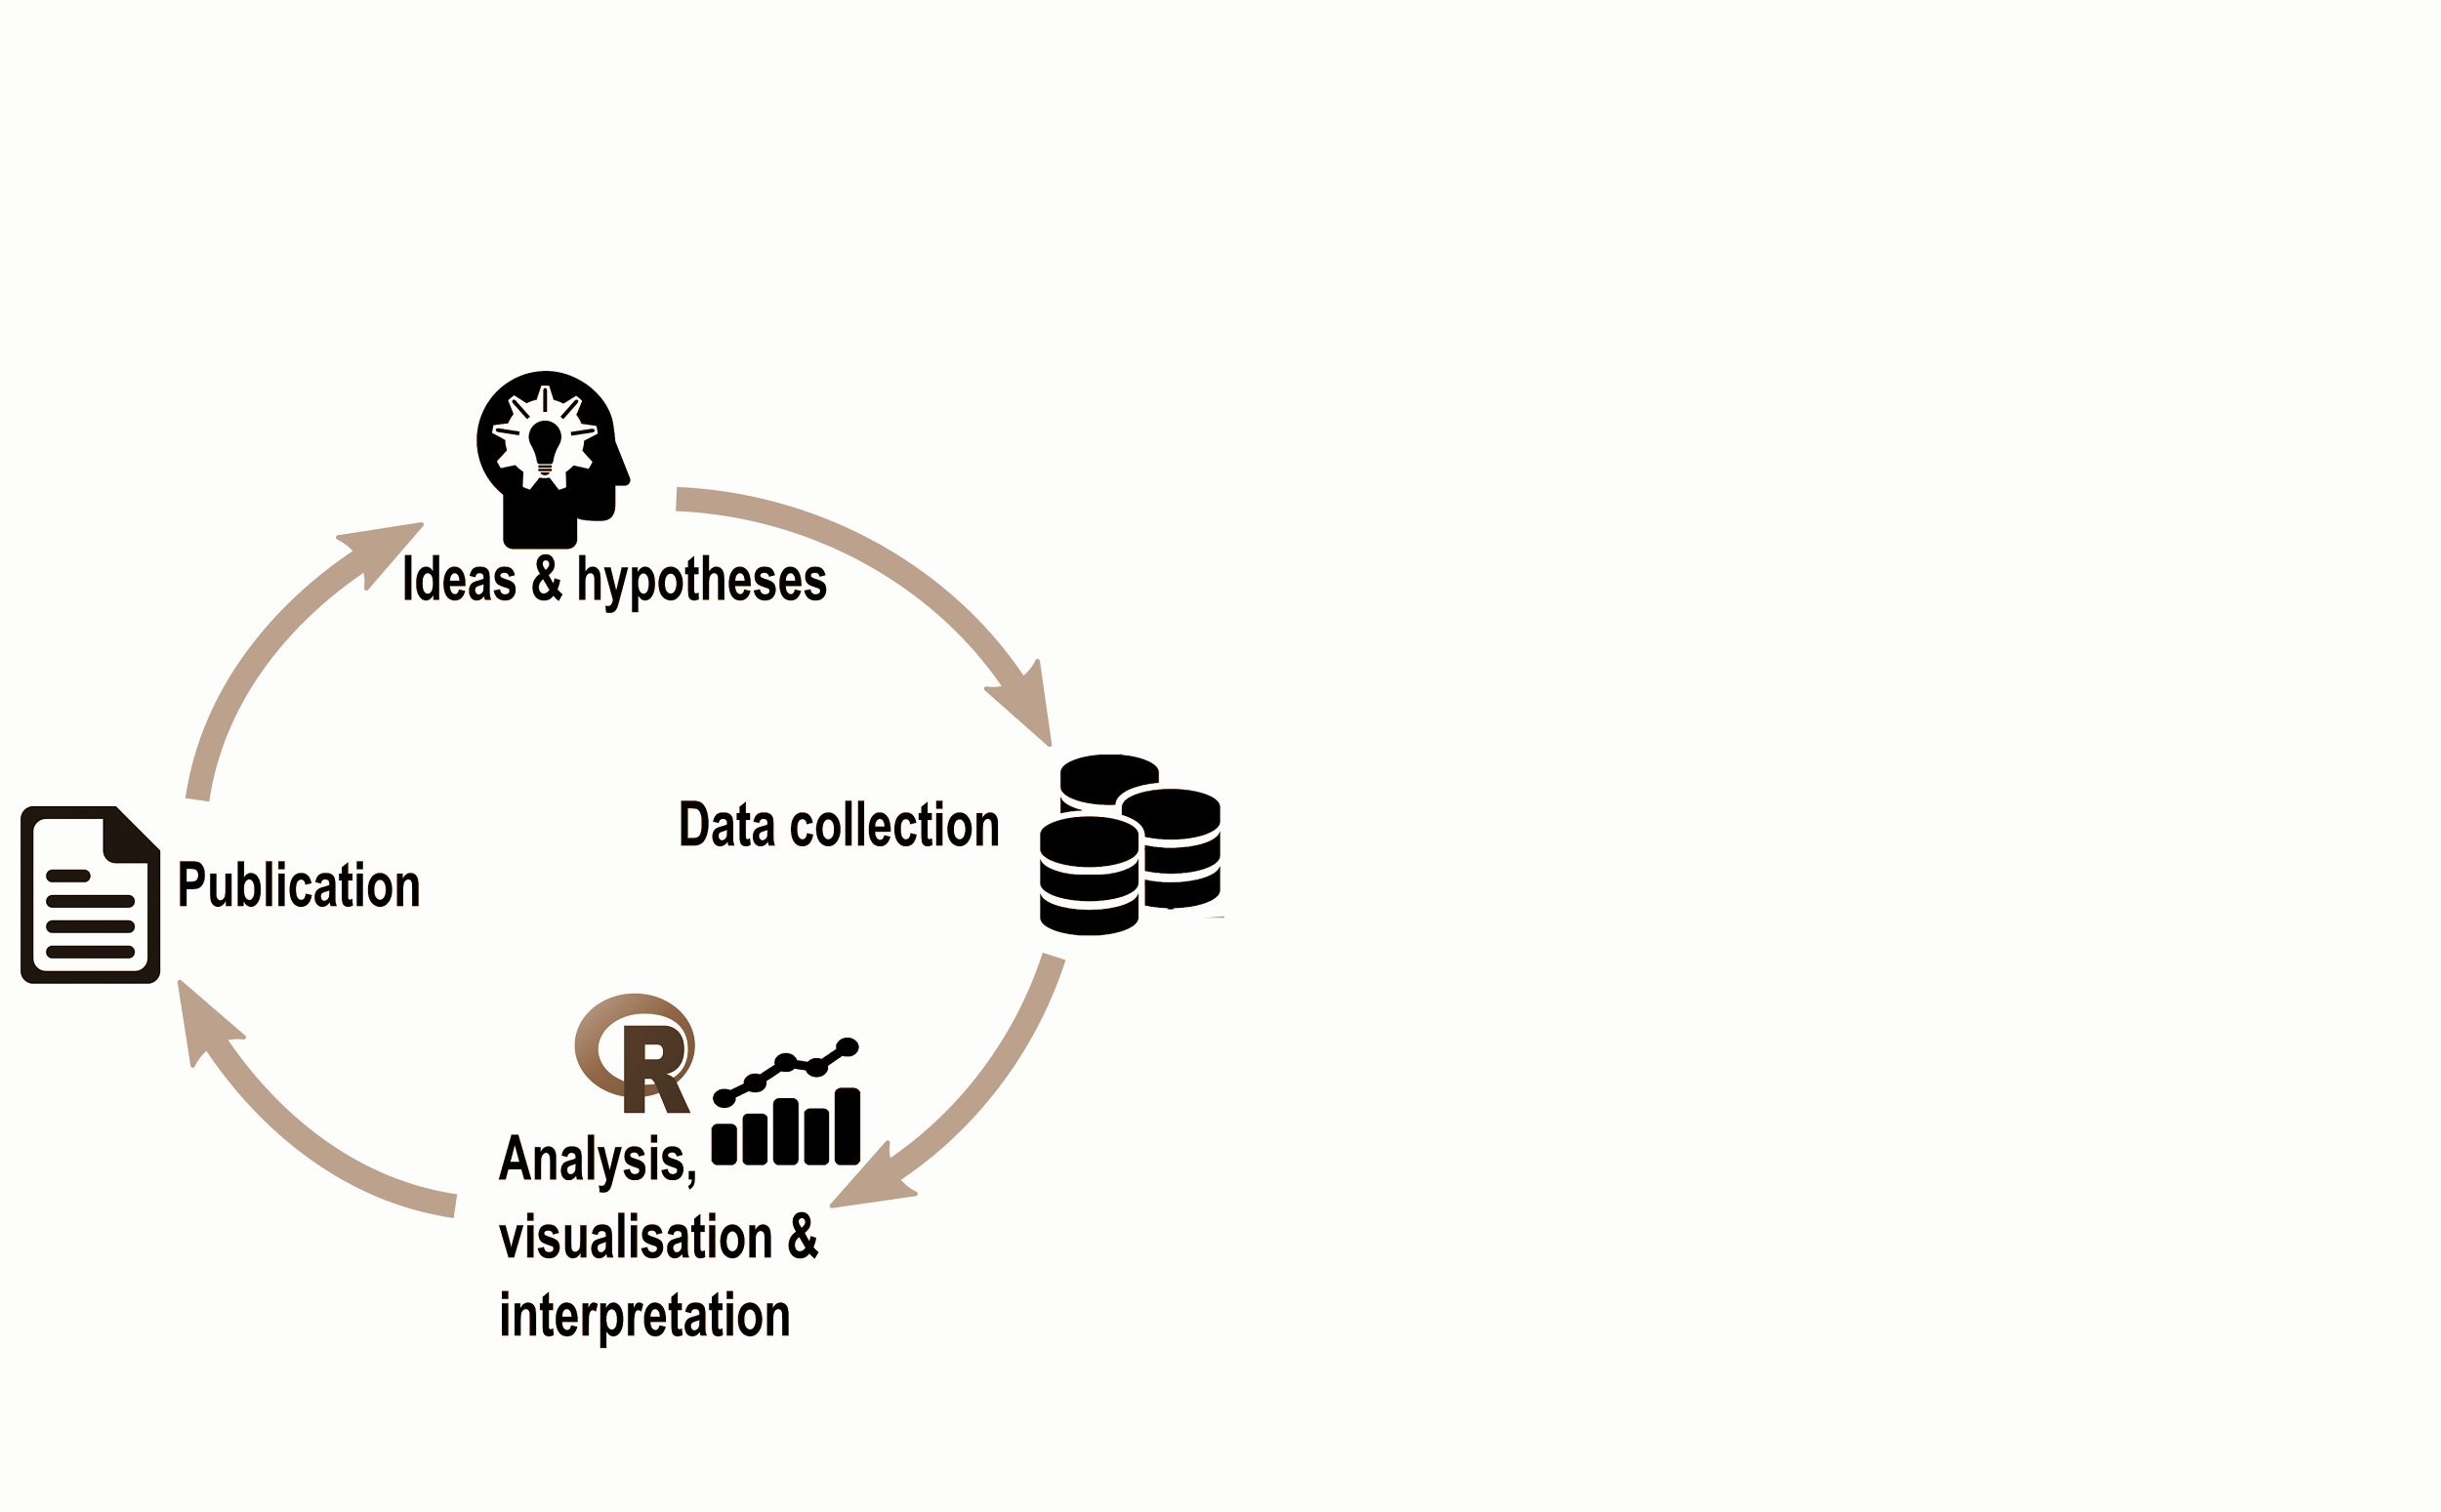 Ideas & hypotheses
Data collection
Publication
R
Analysis,
visualisation &
interpretation